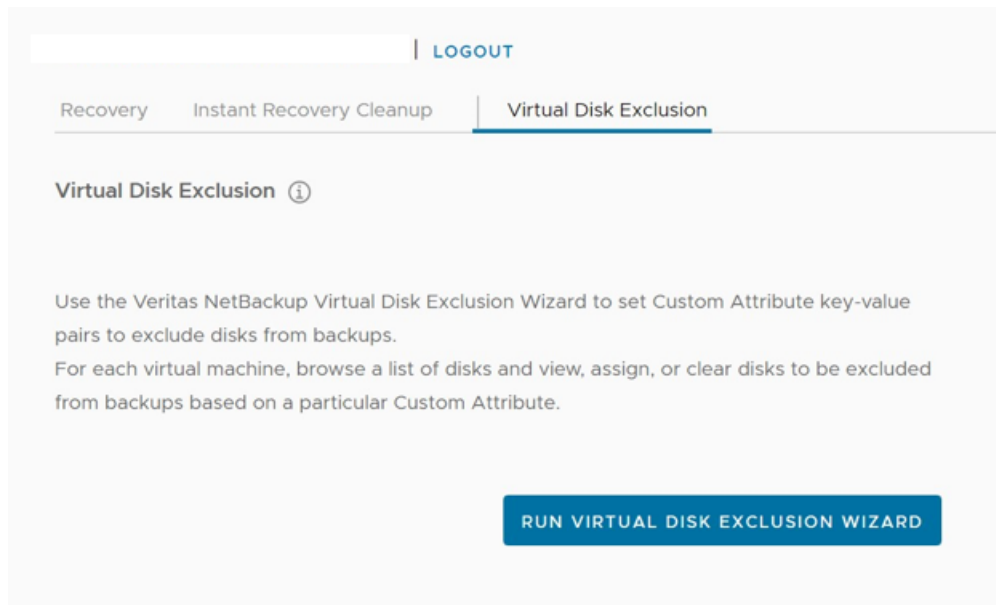 | LOGOUT
Recovery Instant Recovery Cleanup Virtual Disk Exclusion
Virtual Disk Exclusion
Use the Veritas NetBackup Virtual Disk Exclusion Wizard to set Custom Attribute key-value
pairs to exclude disks from backups.
For each virtual machine, browse a list of disks and view, assign, or clear disks to be excluded
from backups based on a particular Custom Attribute.
RUN VIRTUAL DISK EXCLUSION WIZARD